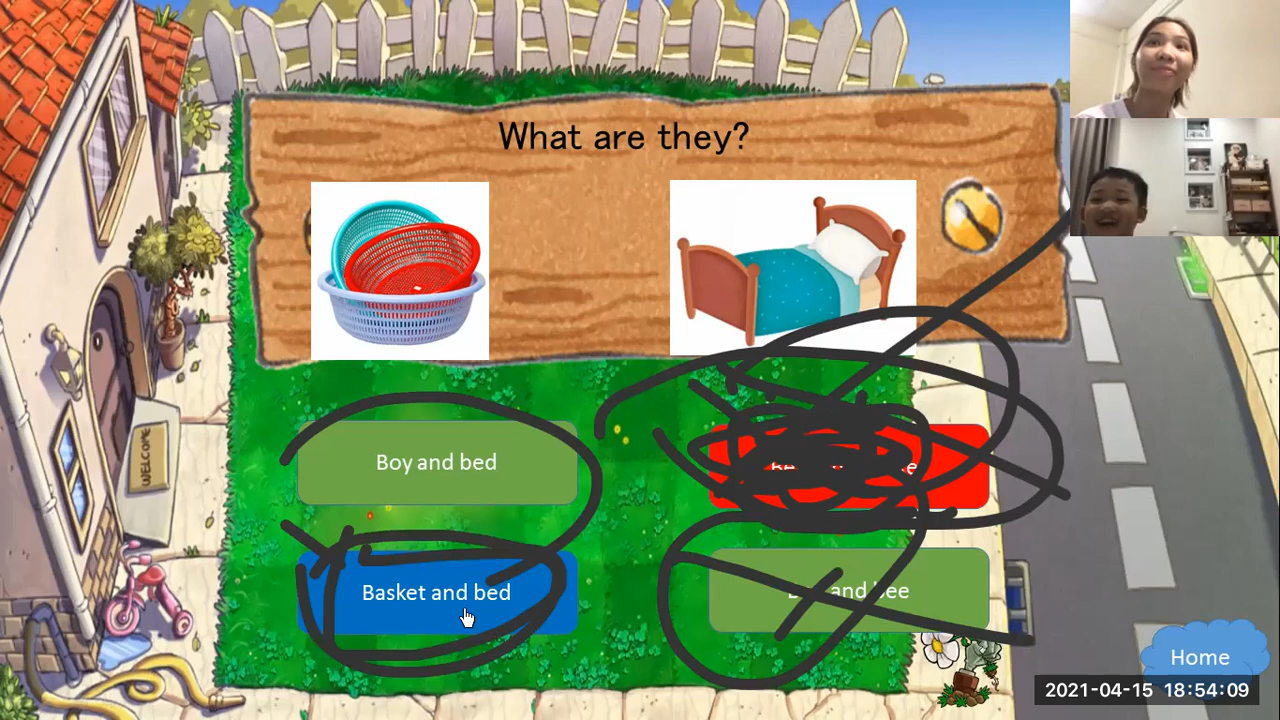 What are they?
Boy and bed
Basket and bed
and bee
WELCOME
Home
2021-04-15 18:54:09